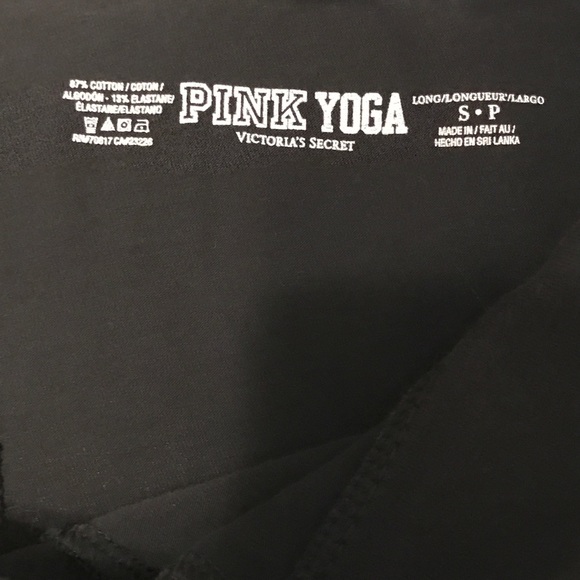 87% COTTON / COTON /
ALGODÓN · 13% ELASTANE/
ÉLASTANE/ELASTANO
RN#70817 CA#23226
PINK YOGA
VICTORIA'S SECRET
LONG/LONGUEUR/LARGO
S • P
MADE IN / FAIT AU /
HECHO EN SRI LANKA